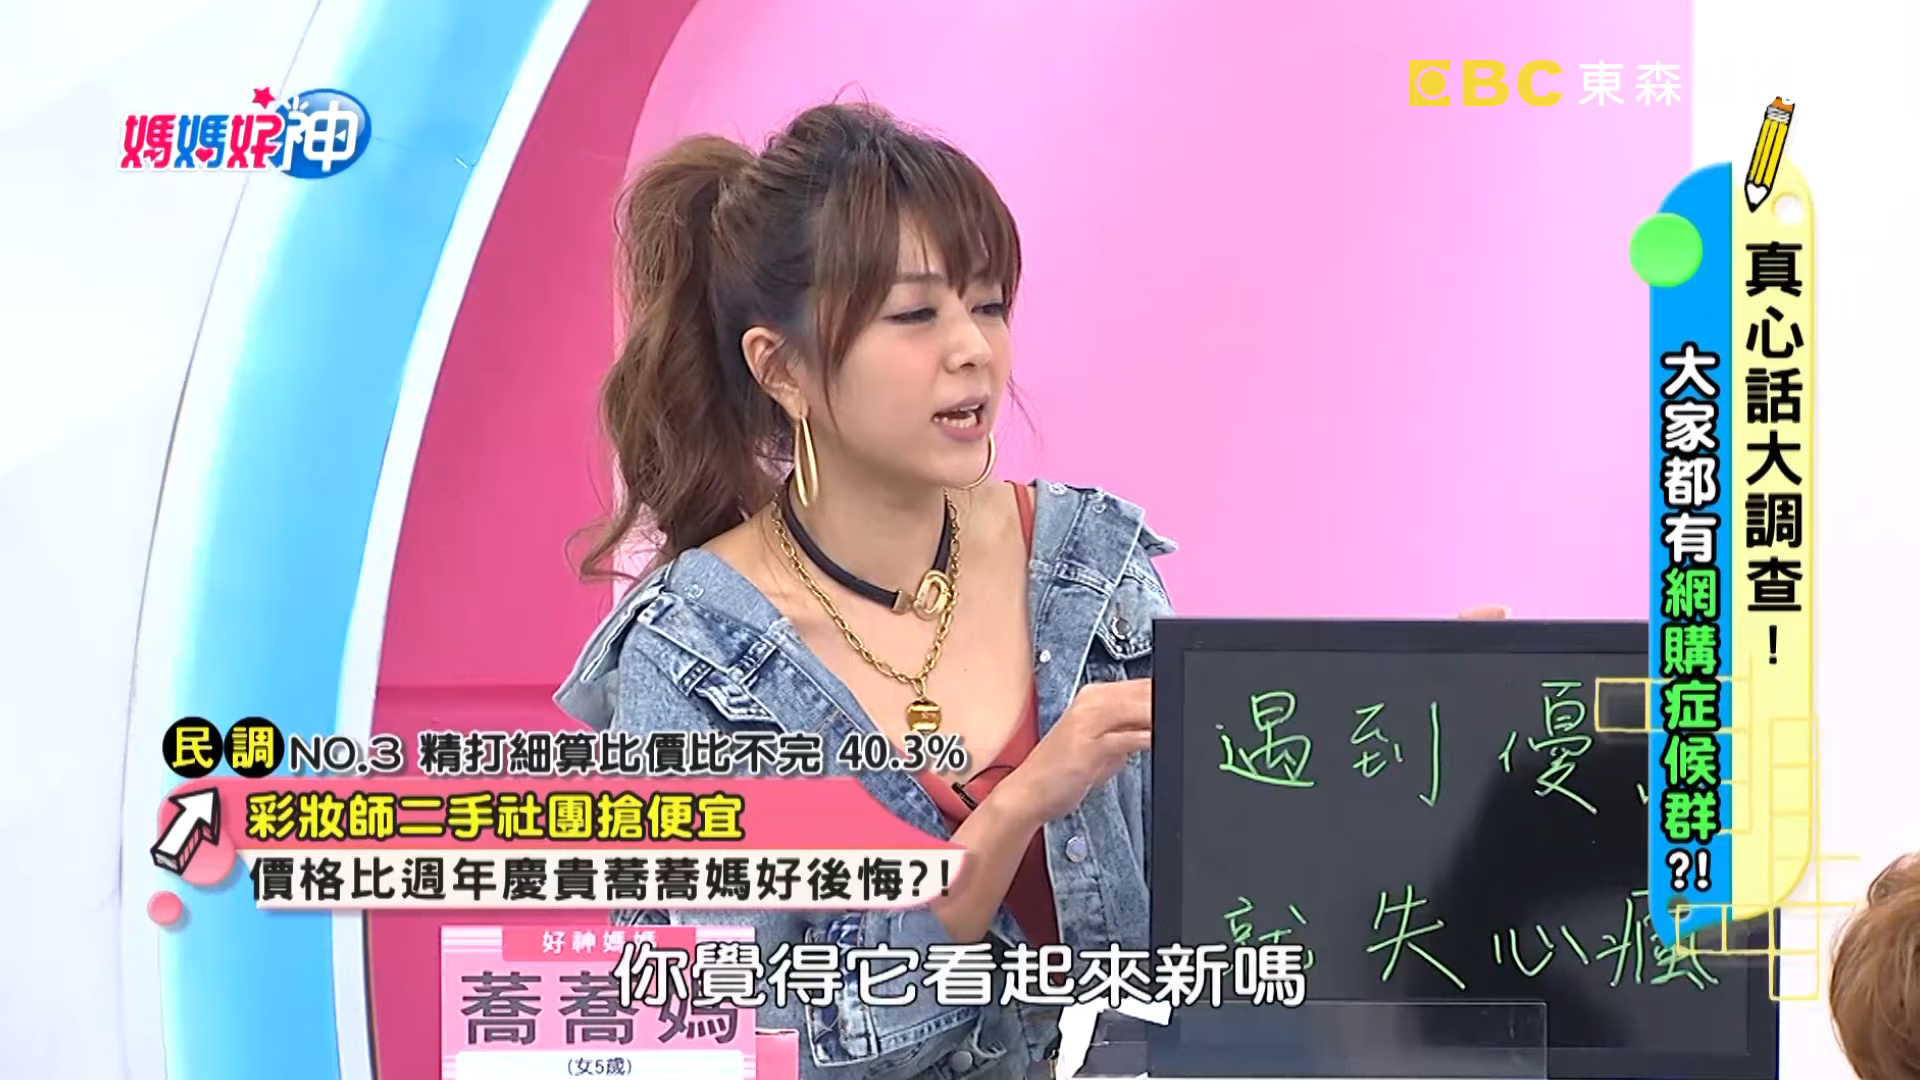 媽媽好神
EBC 東森
真心話大調查！
大家都有網購症候群?!
民調 NO.3 精打細算比價比不完 40.3%
彩妝師二手社團搶便宜
價格比週年慶貴蕎蕎媽好後悔?!
遇到優
就失心瘋
好神媽媽
蕎蕎媽
(女5歲)
你覺得它看起來新嗎